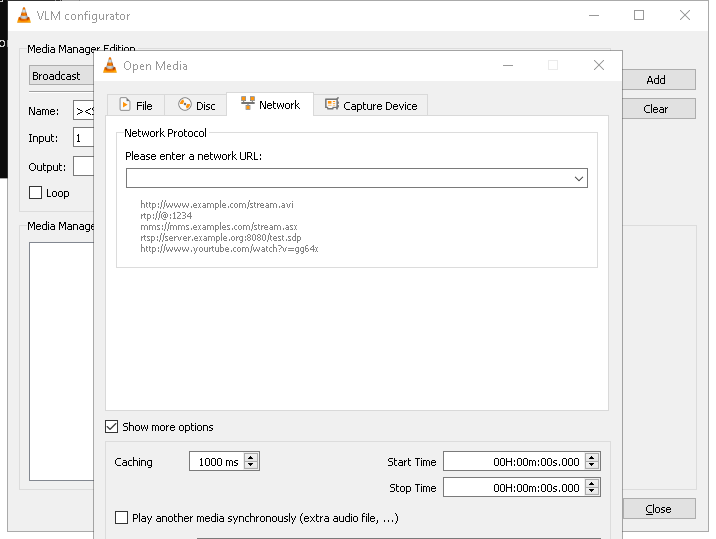 VLM configurator
Media Manager Edition
Broadcast
Add
Name:
Clear
Input: 1
Output:
Loop
Media Manage
Close
Open Media
File
Disc
Network
Capture Device
Network Protocol
Please enter a network URL:
http://www.example.com/stream.avi
rtp://@:1234
mms://mms.examples.com/stream.asx
rtsp://server.example.org:8080/test.sdp
http://www.yourtube.com/watch?v=gg64x
Show more options
Caching 1000 ms
Start Time 00H:00m:00s.000
Stop Time 00H:00m:00s.000
Play another media synchronously (extra audio file, ...)